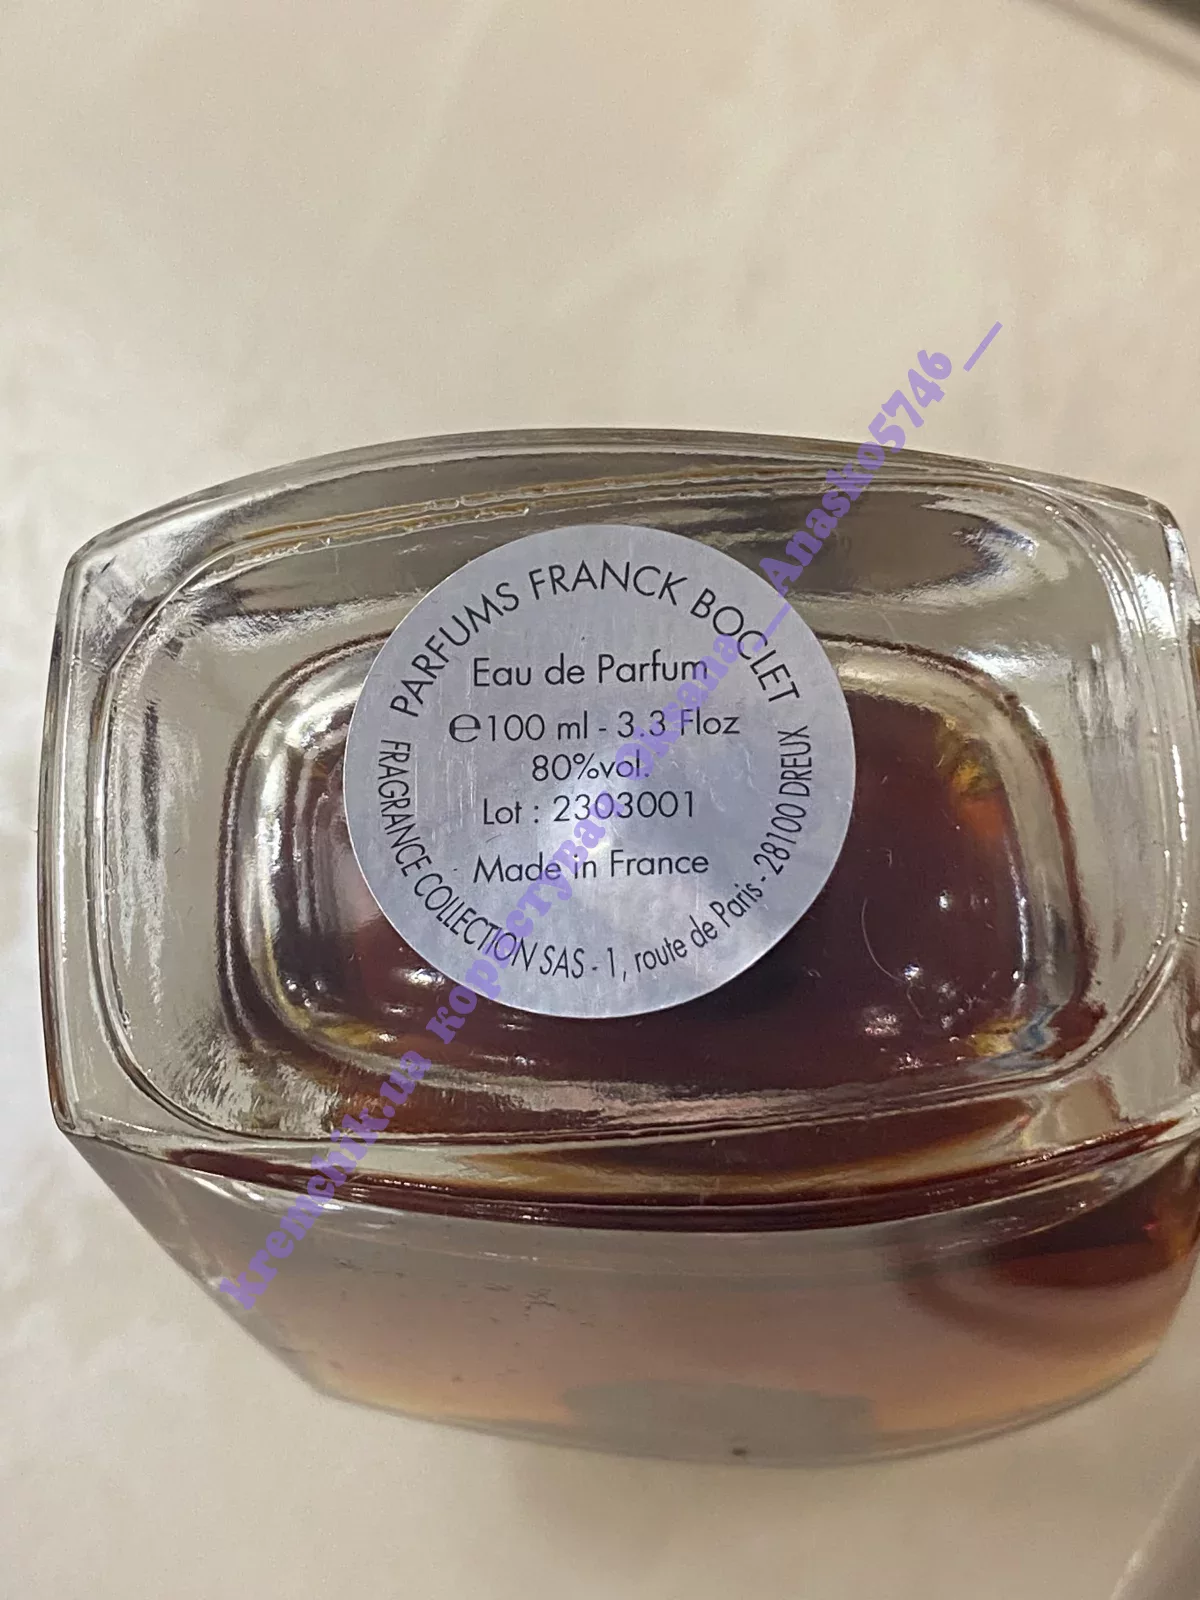 PARFUMS FRANCK BOCLET
Eau de Parfum
℮100 ml - 3.3 Floz
80%vol.
Lot : 2303001
Made in France
FRAGRANCE COLLECTION SAS - 1, route de Paris - 28100 DREUX
kremchik.ua користувач Oksana__Anasko5746__